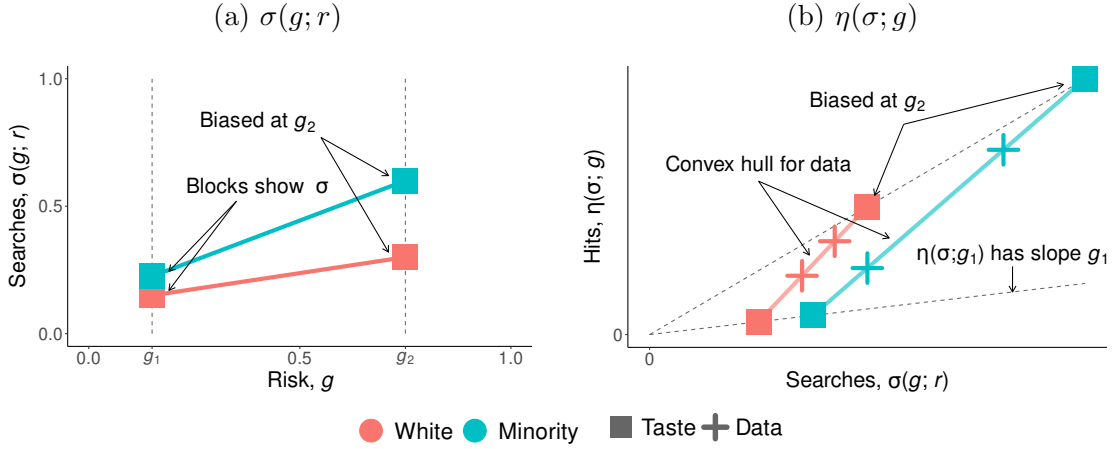 (a) σ(g; r)
1.0
0.5
0.0
Searches, σ(g; r)
Biased at g₂
Blocks show σ
0.0
g₁
0.5
g₂
1.0
Risk, g
(b) η(σ; g)
Hits, η(σ; g)
0
Biased at g₂
Convex hull for data
η(σ;g₁) has slope g₁
0
Searches, σ(g; r)
White
Minority
Taste
Data